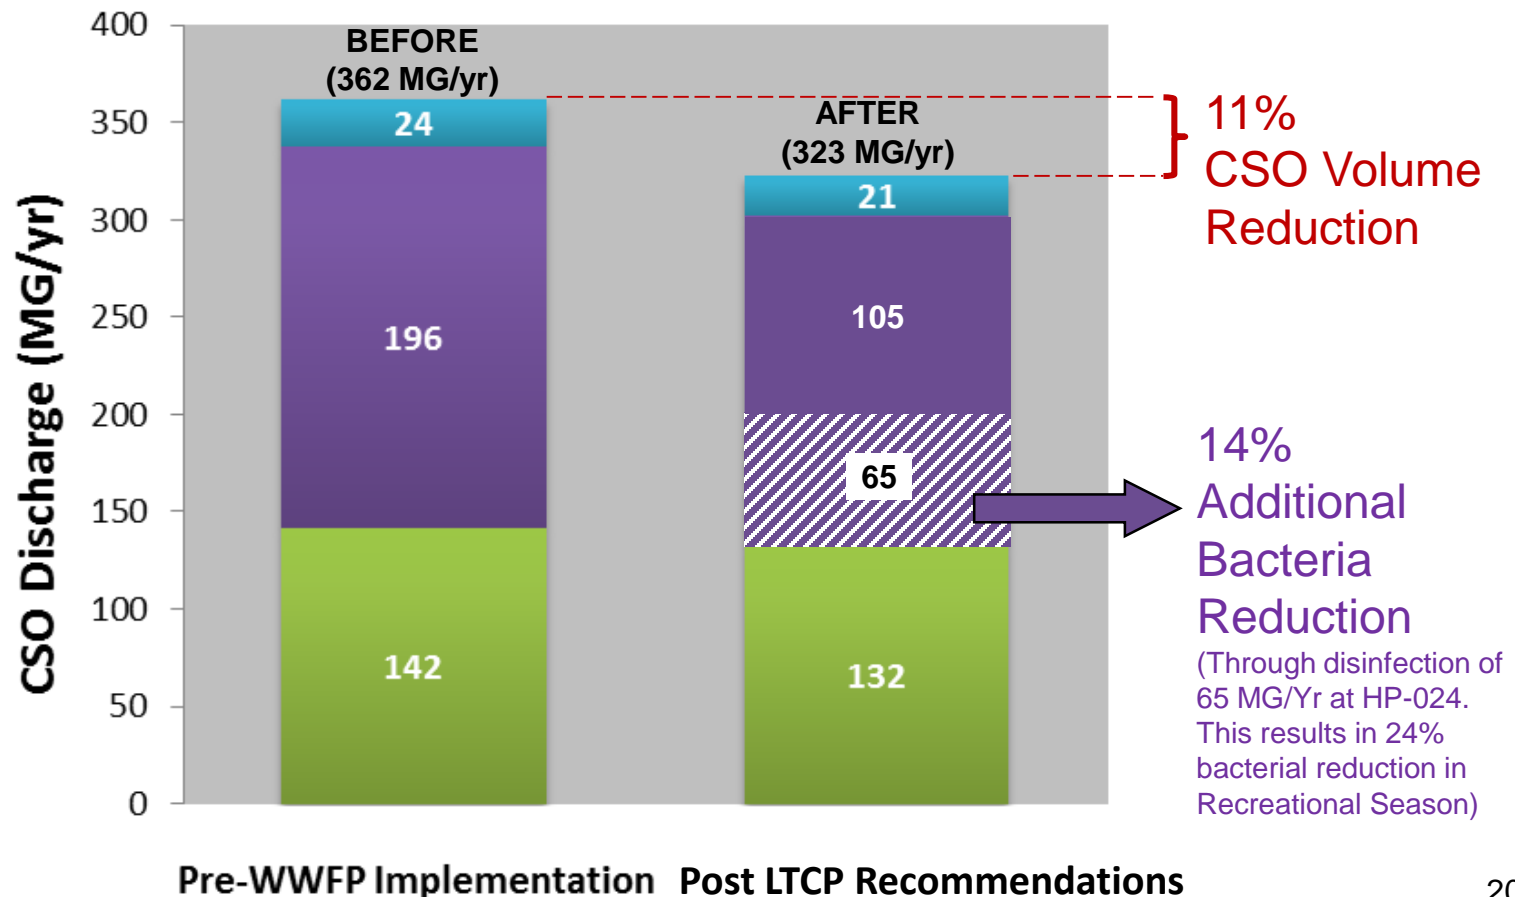 CSO Discharge (MG/yr)
400
350
300
250
200
150
100
50
0
BEFORE
(362 MG/yr)
24
196
142
AFTER
(323 MG/yr)
21
105
65
132
11%
CSO Volume
Reduction
14%
Additional
Bacteria
Reduction
(Through disinfection of
65 MG/Yr at HP-024.
This results in 24%
bacterial reduction in
Recreational Season)
Pre-WWFP Implementation
Post LTCP Recommendations
20